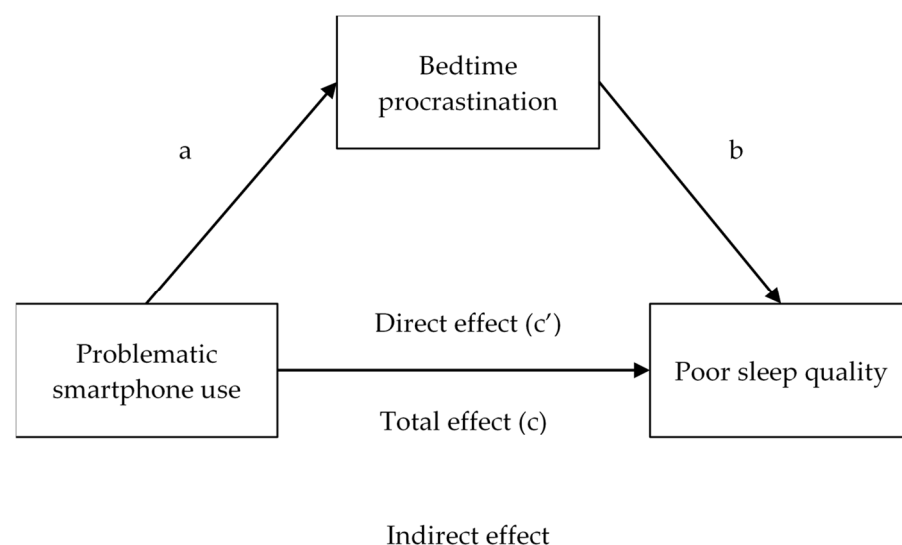 Bedtime
procrastination
a
b
Direct effect (c’)
Problematic
smartphone use
Poor sleep quality
Total effect (c)
Indirect effect